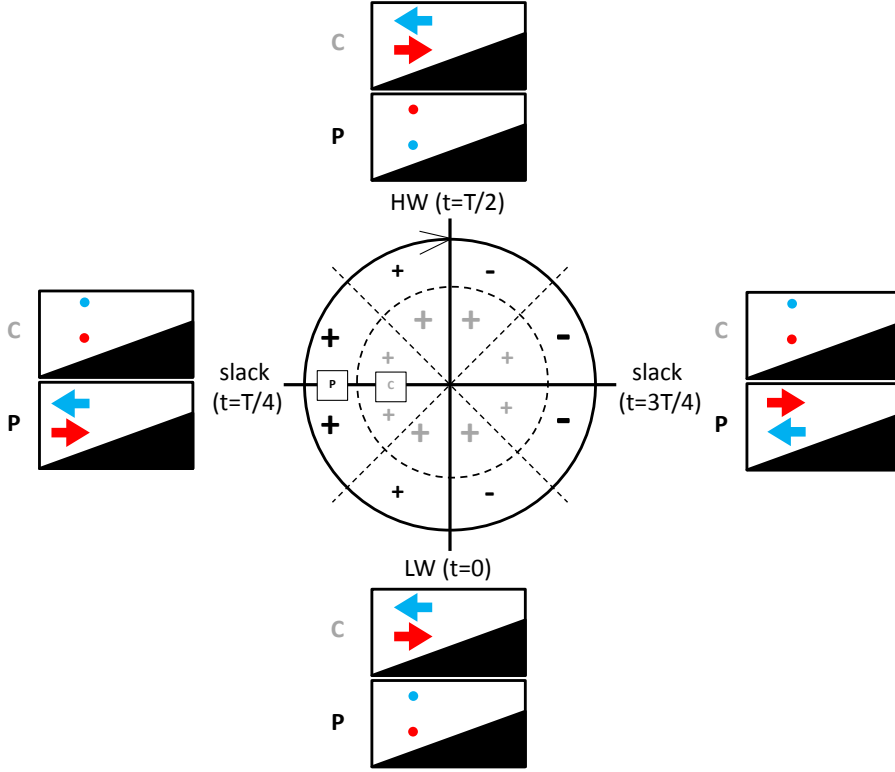 C
P
HW (t=T/2)
+ -
+ + + -
+ +
C
P
slack
(t=T/4)
P
C
slack
(t=3T/4)
C
P
+ +
+ + + -
+ -
LW (t=0)
C
P